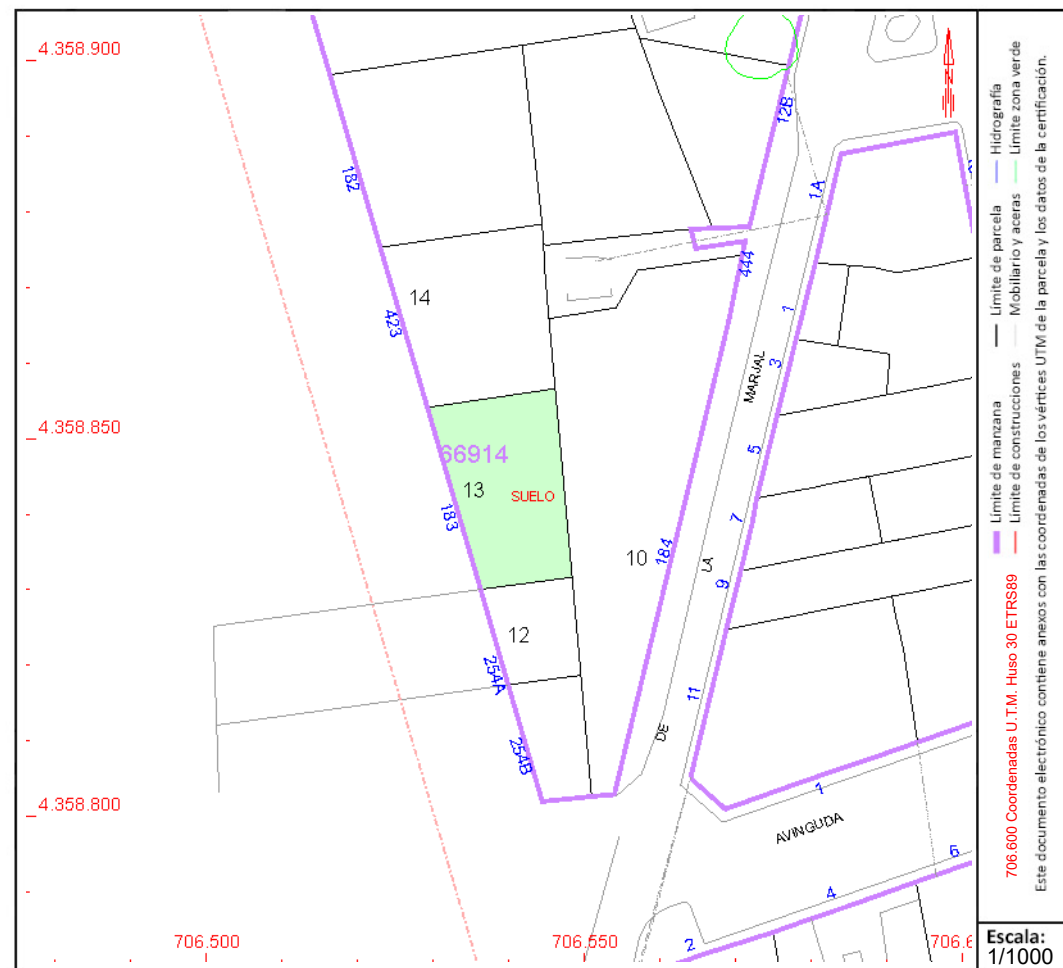 4.358.900
4.358.850
4.358.800
706.500
706.550
182
423
183
254A
254B
14
66914
13
SUELO
12
10
184
444
12B
1A
1
3
5
7
9
11
MARJAL
LA
DE
AVINGUDA
1
2
4
6
N
Límite de manzana
Límite de parcela
Hidrografía
Límite de construcciones
Mobiliario y aceras
Límite zona verde
706.600 Coordenadas U.T.M. Huso 30 ETRS89
Este documento electrónico contiene anexos con las coordenadas de los vértices UTM de la parcela y los datos de la certificación.
Escala:
1/1000